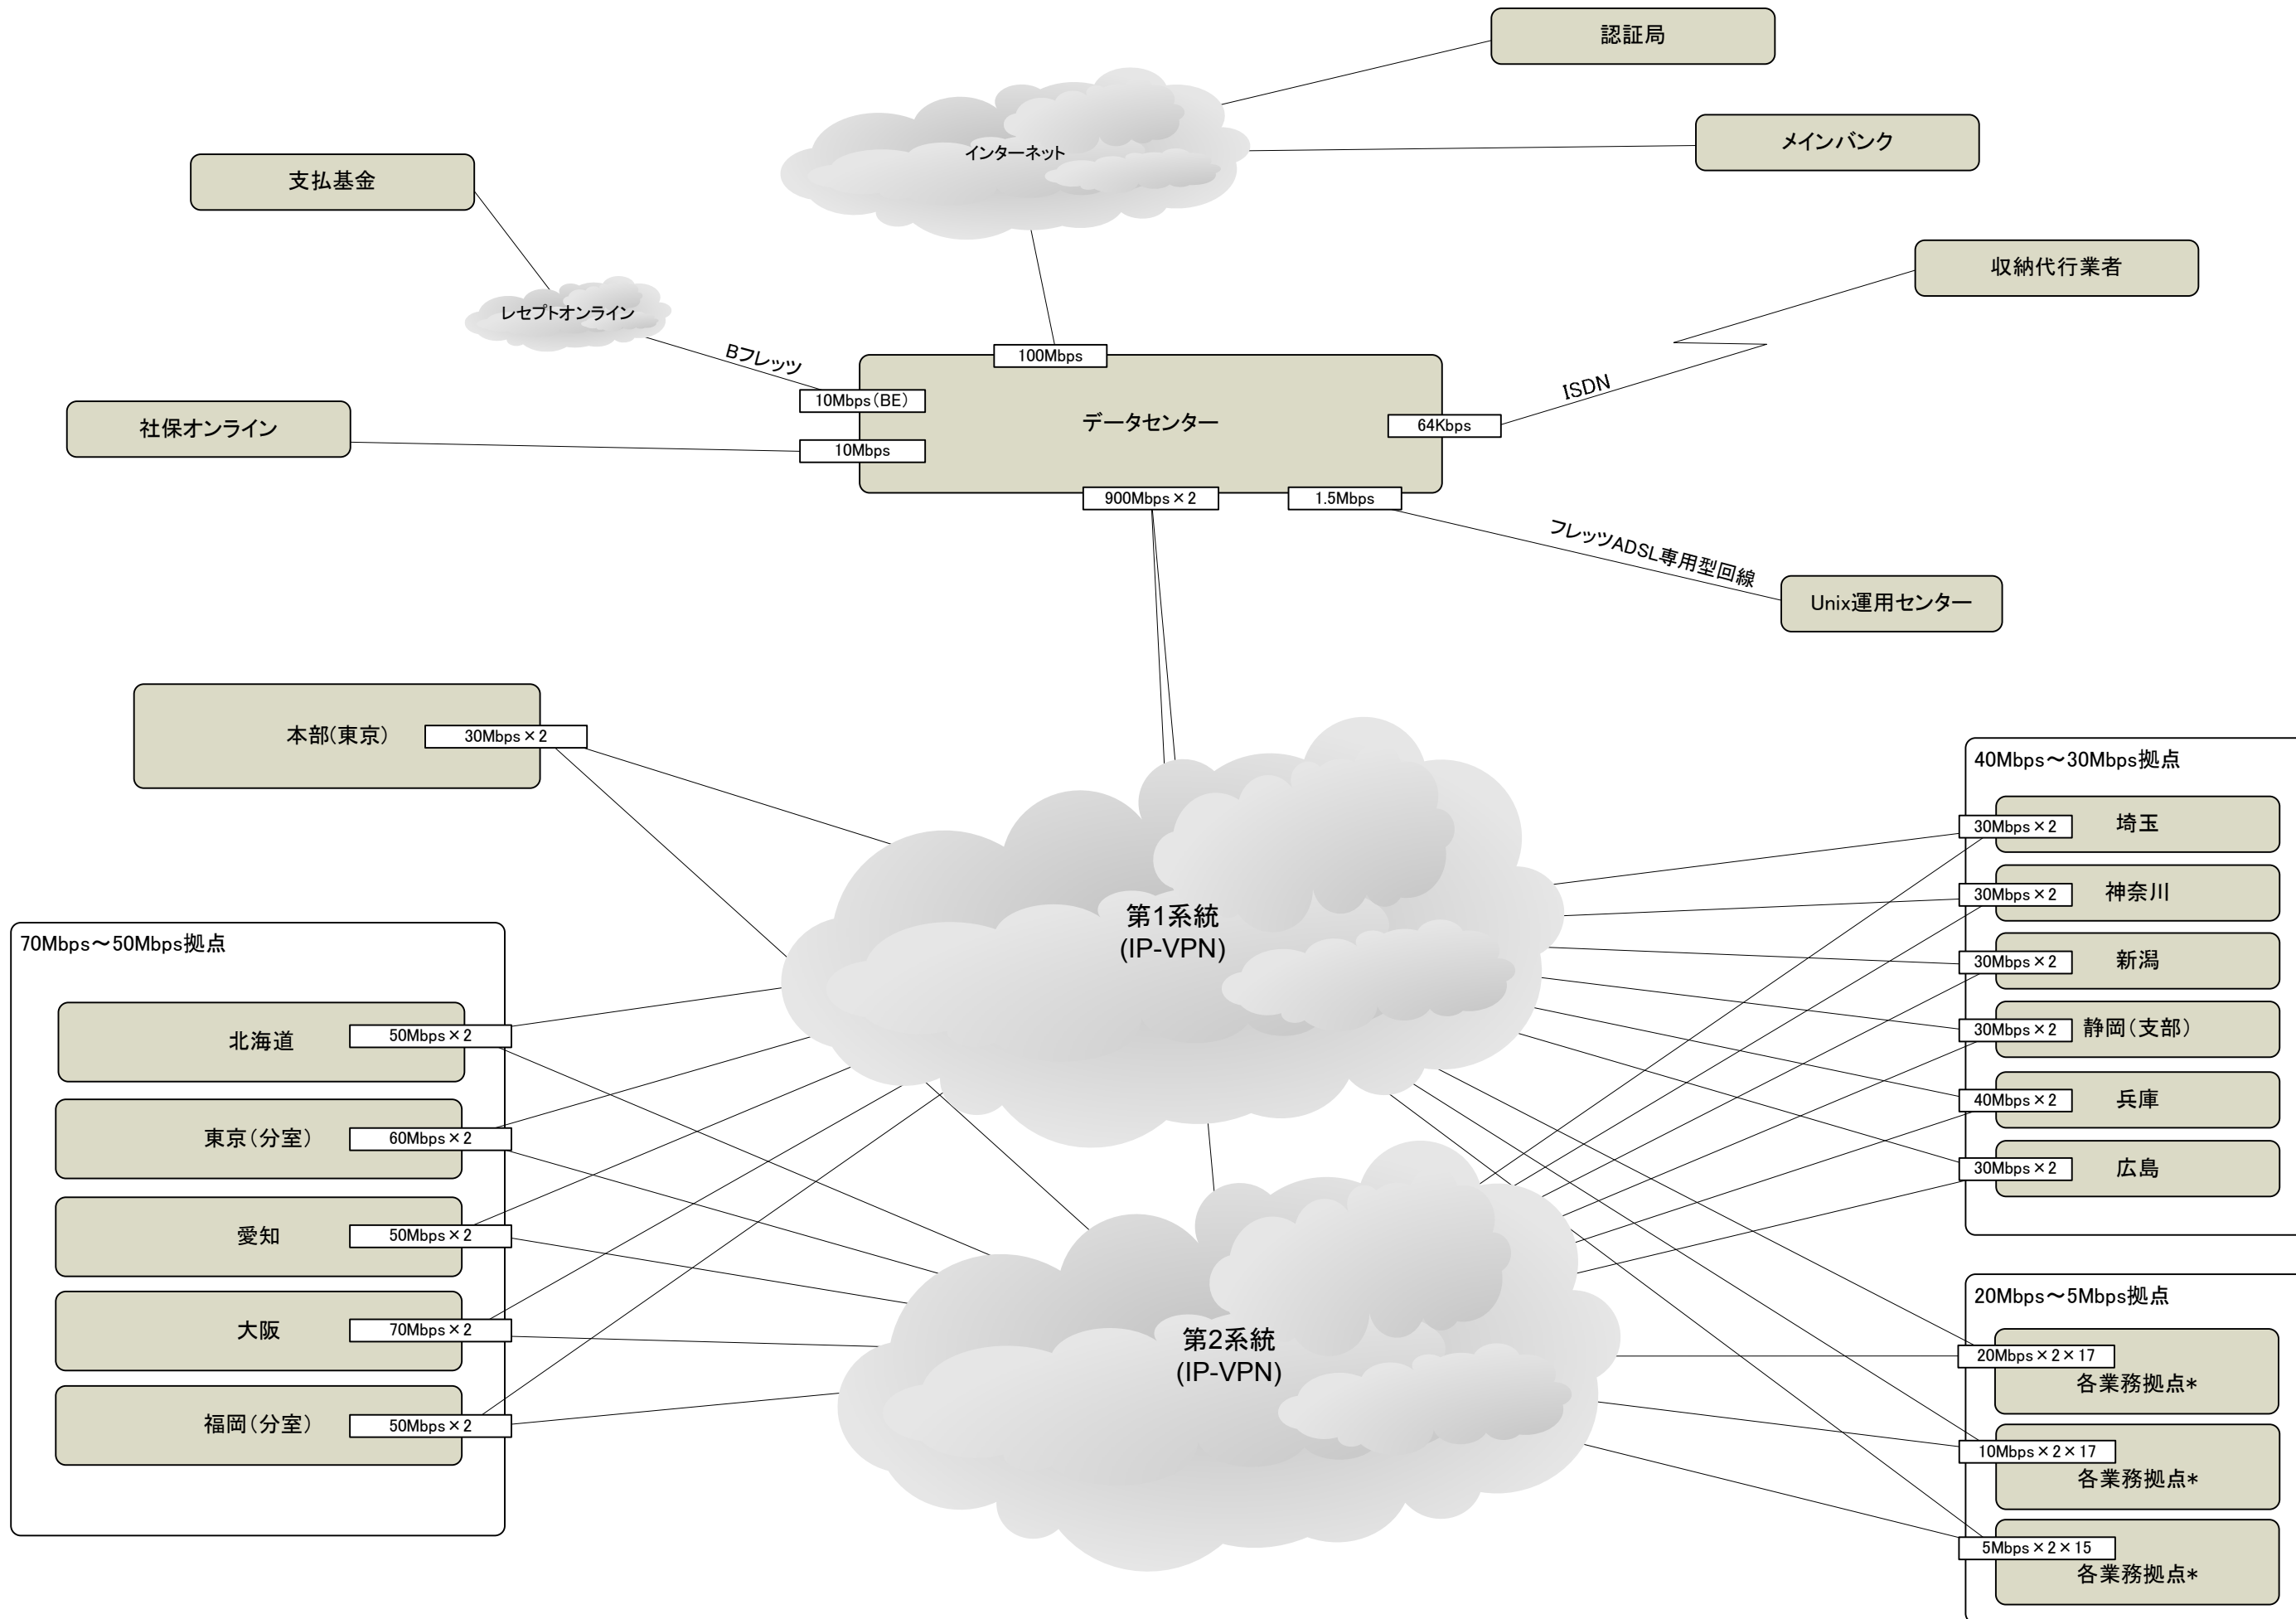 認証局
メインバンク
インターネット
支払基金
収納代行業者
レセプトオンライン
Bフレッツ
100Mbps
10Mbps(BE)
データセンター
ISDN
64Kbps
社保オンライン
10Mbps
900Mbps×2
1.5Mbps
フレッツADSL専用型回線
Unix運用センター
本部(東京)
30Mbps×2
第1系統
(IP-VPN)
70Mbps～50Mbps拠点
北海道
50Mbps×2
東京(分室)
60Mbps×2
愛知
50Mbps×2
大阪
70Mbps×2
福岡(分室)
50Mbps×2
第2系統
(IP-VPN)
40Mbps～30Mbps拠点
30Mbps×2
埼玉
30Mbps×2
神奈川
30Mbps×2
新潟
30Mbps×2
静岡(支部)
40Mbps×2
兵庫
30Mbps×2
広島
20Mbps～5Mbps拠点
20Mbps×2×17
各業務拠点*
10Mbps×2×17
各業務拠点*
5Mbps×2×15
各業務拠点*